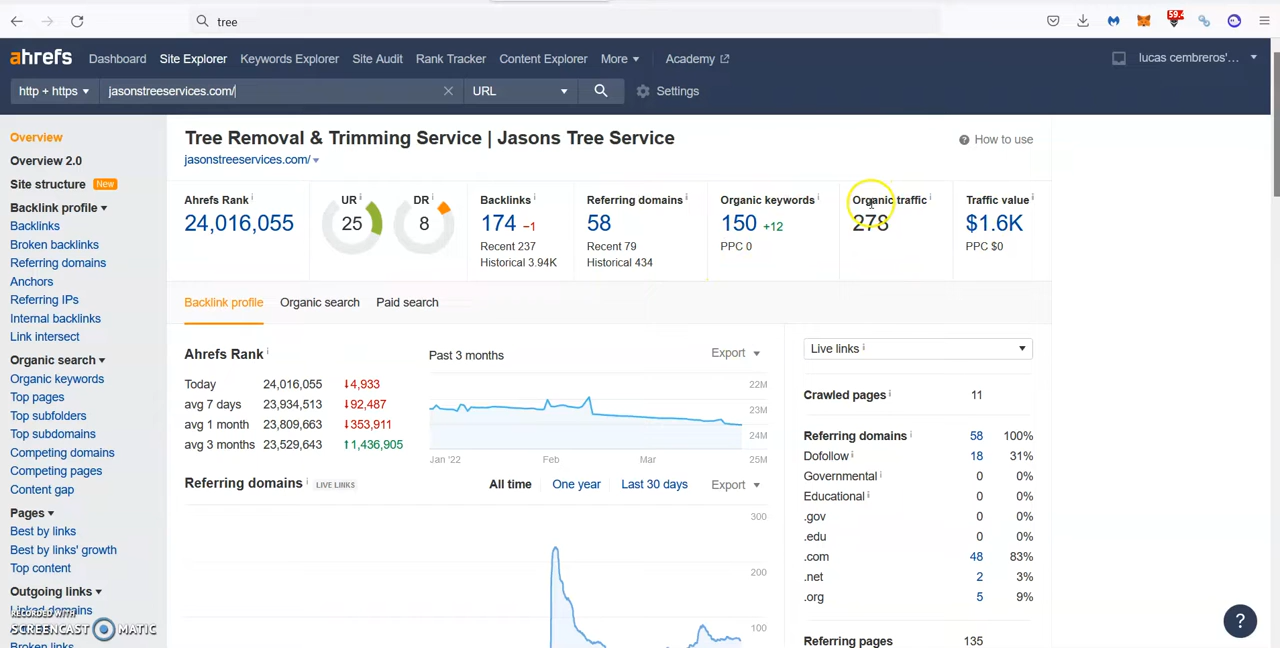 tree
59.
ahrefs Dashboard Site Explorer Keywords Explorer Site Audit Rank Tracker Content Explorer More Academy lucas cembreros'...
http + https jasonstreeservices.com/ URL Settings
Overview
Overview 2.0
Site structure New
Backlink profile
Backlinks
Broken backlinks
Referring domains
Anchors
Referring IPs
Internal backlinks
Link intersect
Organic search
Organic keywords
Top pages
Top subfolders
Top subdomains
Competing domains
Competing pages
Content gap
Pages
Best by links
Best by links' growth
Top content
Outgoing links
Linked domains
Broken links
RECORDED WITH
SCREENCAST MATIC
Tree Removal & Trimming Service | Jasons Tree Service
How to use
jasonstreeservices.com/
Ahrefs Rank UR DR Backlinks Referring domains Organic keywords Organic traffic Traffic value
24,016,055 25 8 174 −1 58 150 +12 278 $1.6K
Recent 237 Recent 79 PPC 0 PPC $0
Historical 3.94K Historical 434
Backlink profile Organic search Paid search
Ahrefs Rank
Today 24,016,055 ↓4,933
avg 7 days 23,934,513 ↓92,487
avg 1 month 23,809,663 ↓353,911
avg 3 months 23,529,643 ↑1,436,905
Past 3 months Export
22M
23M
24M
25M
Jan '22 Feb Mar
Referring domains LIVE LINKS All time One year Last 30 days Export
300
200
100
Live links
Crawled pages 11
Referring domains 58 100%
Dofollow 18 31%
Governmental 0 0%
Educational 0 0%
.gov 0 0%
.edu 0 0%
.com 48 83%
.net 2 3%
.org 5 9%
Referring pages 135
?